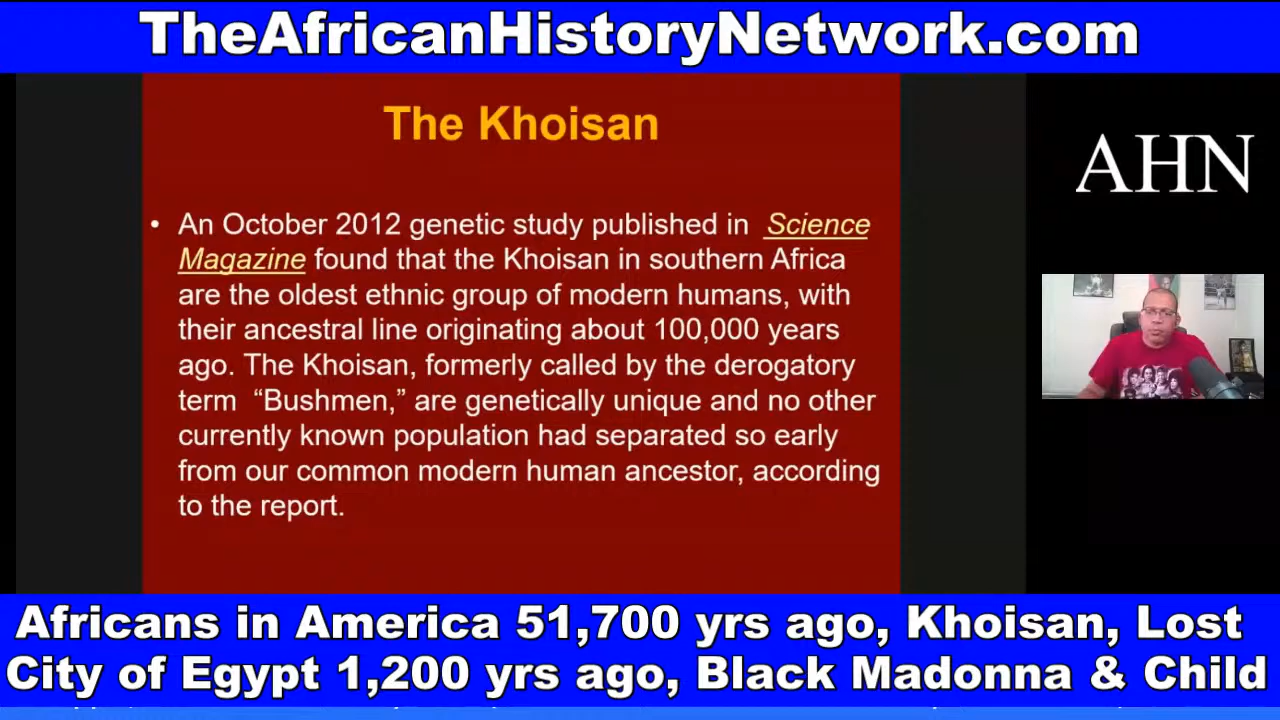 TheAfricanHistoryNetwork.com
The Khoisan
AHN
• An October 2012 genetic study published in Science
Magazine found that the Khoisan in southern Africa
are the oldest ethnic group of modern humans, with
their ancestral line originating about 100,000 years
ago. The Khoisan, formerly called by the derogatory
term “Bushmen,” are genetically unique and no other
currently known population had separated so early
from our common modern human ancestor, according
to the report.
Africans in America 51,700 yrs ago, Khoisan, Lost
City of Egypt 1,200 yrs ago, Black Madonna & Child